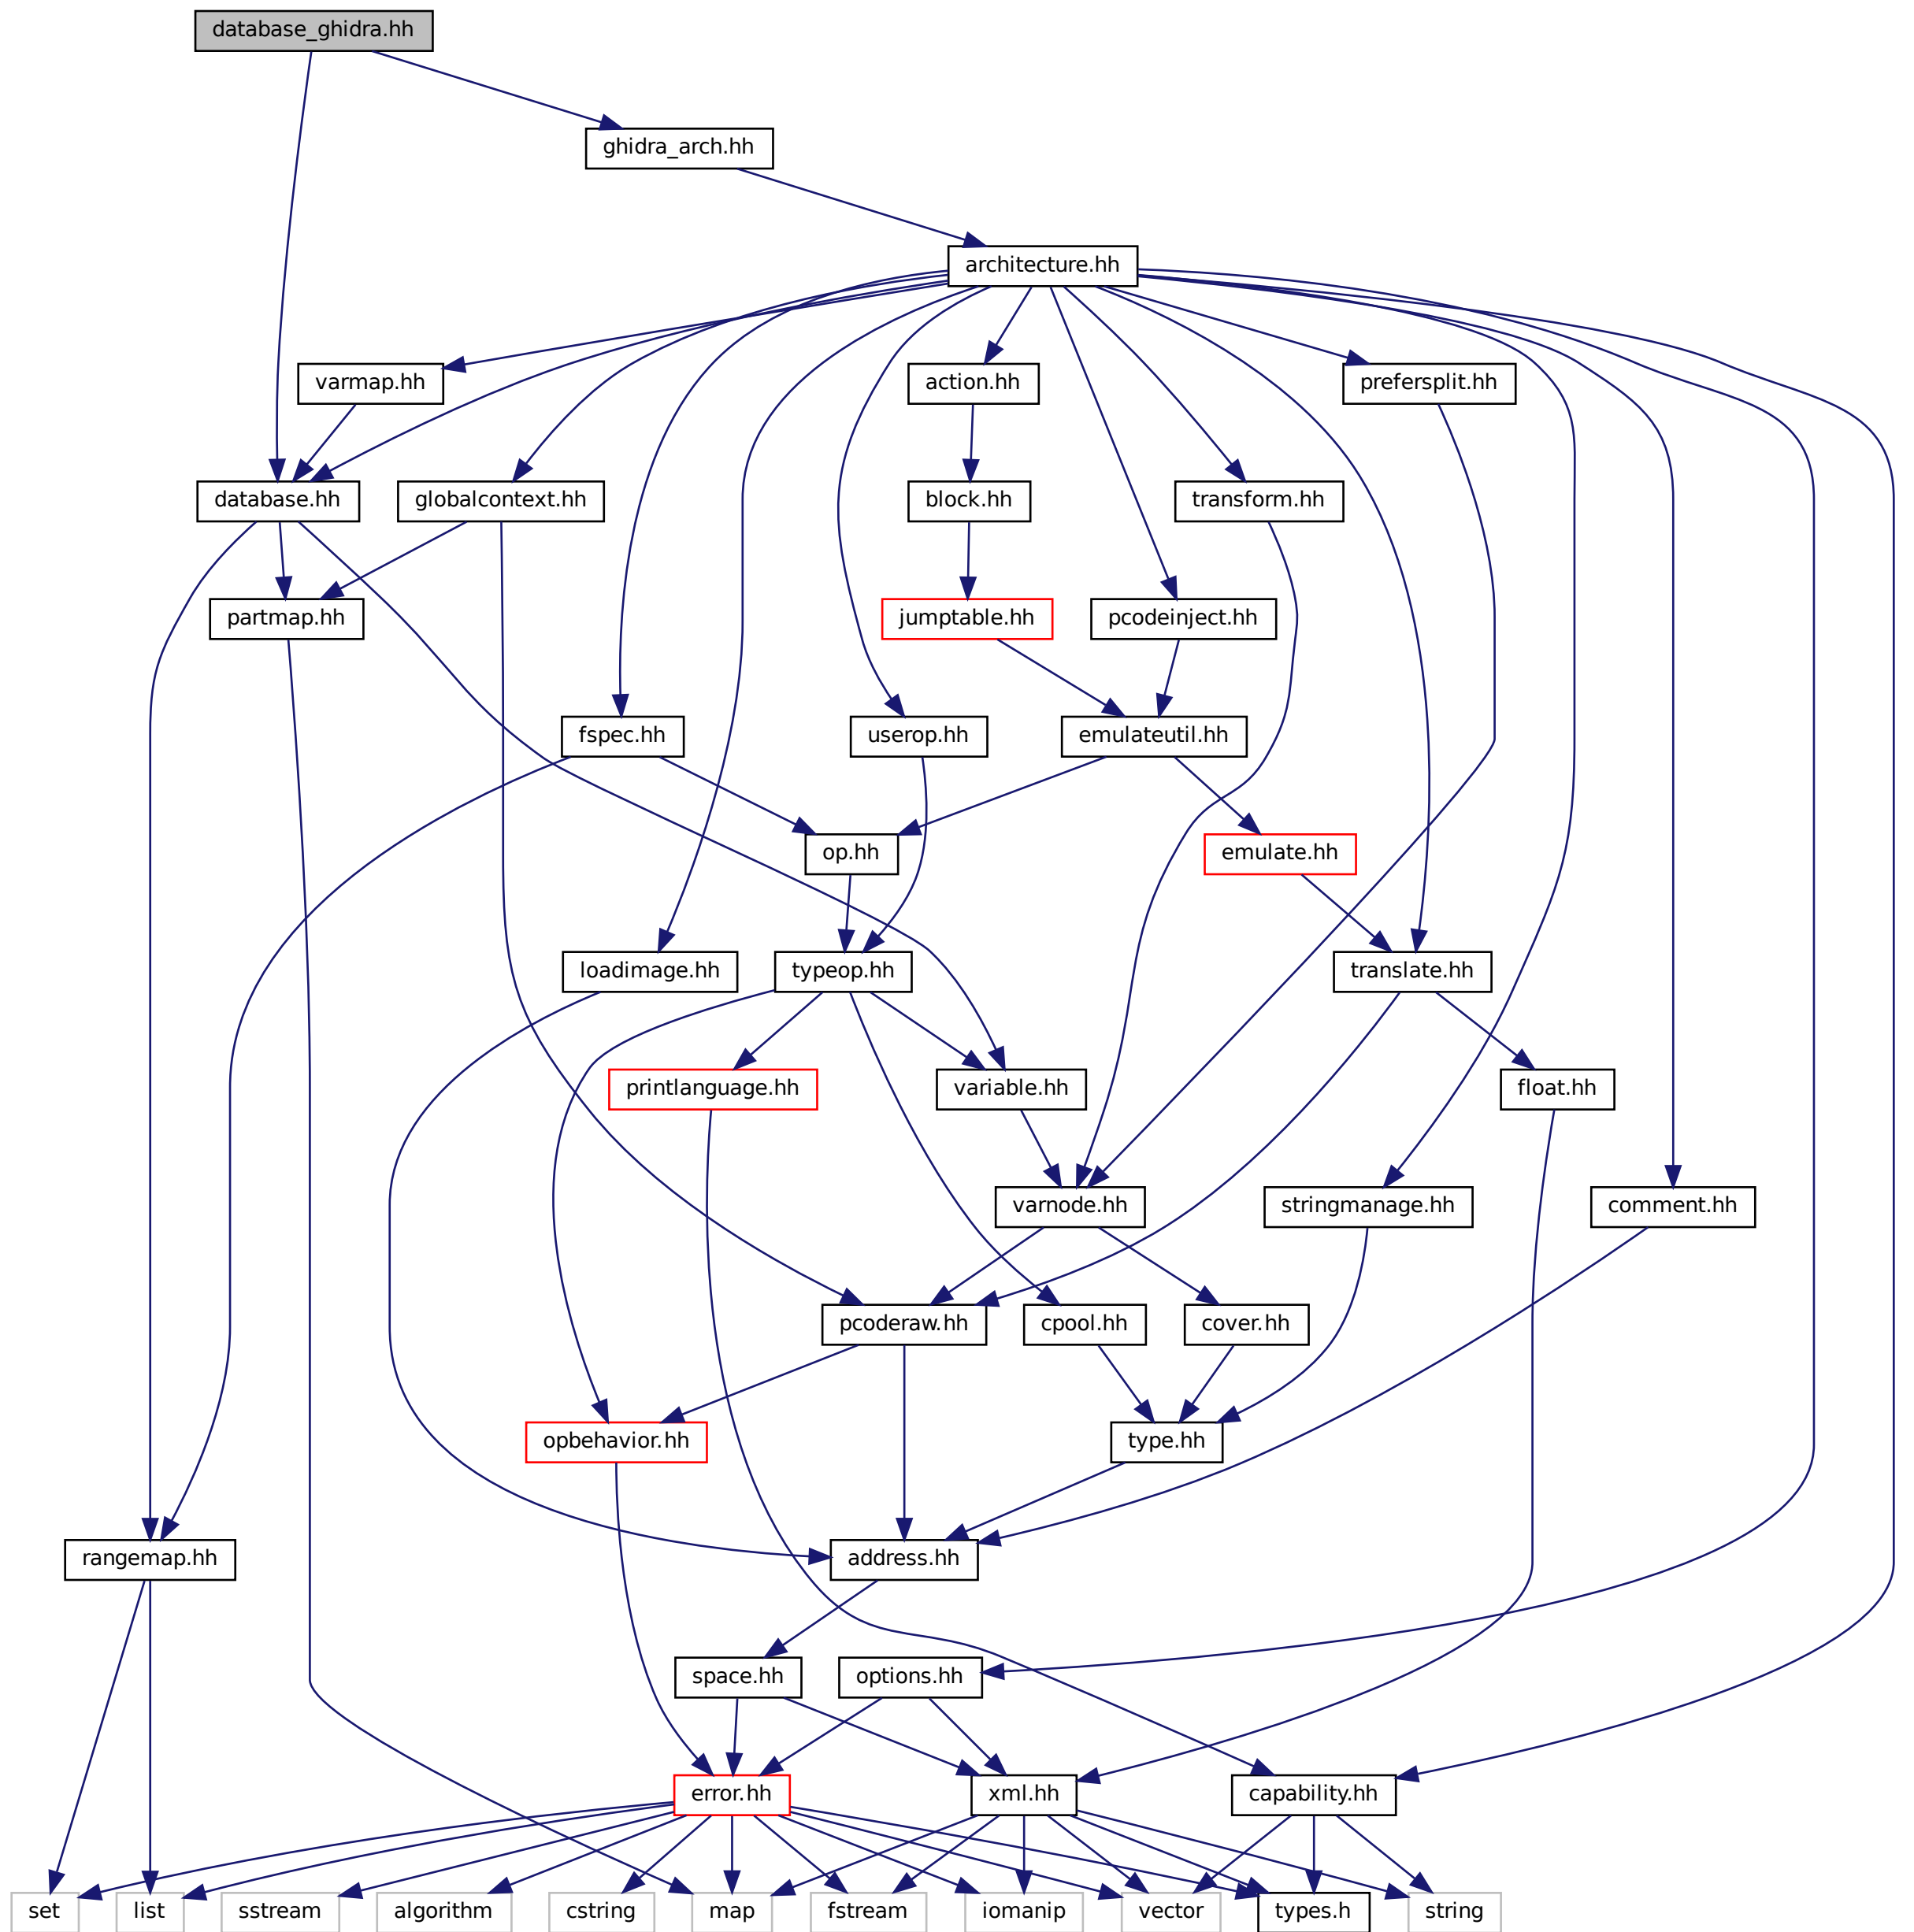 database_ghidra.hh
ghidra_arch.hh
architecture.hh
varmap.hh
action.hh
prefersplit.hh
database.hh
globalcontext.hh
block.hh
transform.hh
partmap.hh
jumptable.hh
pcodeinject.hh
fspec.hh
userop.hh
emulateutil.hh
op.hh
emulate.hh
loadimage.hh
typeop.hh
translate.hh
printlanguage.hh
variable.hh
float.hh
varnode.hh
stringmanage.hh
comment.hh
pcoderaw.hh
cpool.hh
cover.hh
opbehavior.hh
type.hh
rangemap.hh
address.hh
space.hh
options.hh
error.hh
xml.hh
capability.hh
set
list
sstream
algorithm
cstring
map
fstream
iomanip
vector
types.h
string